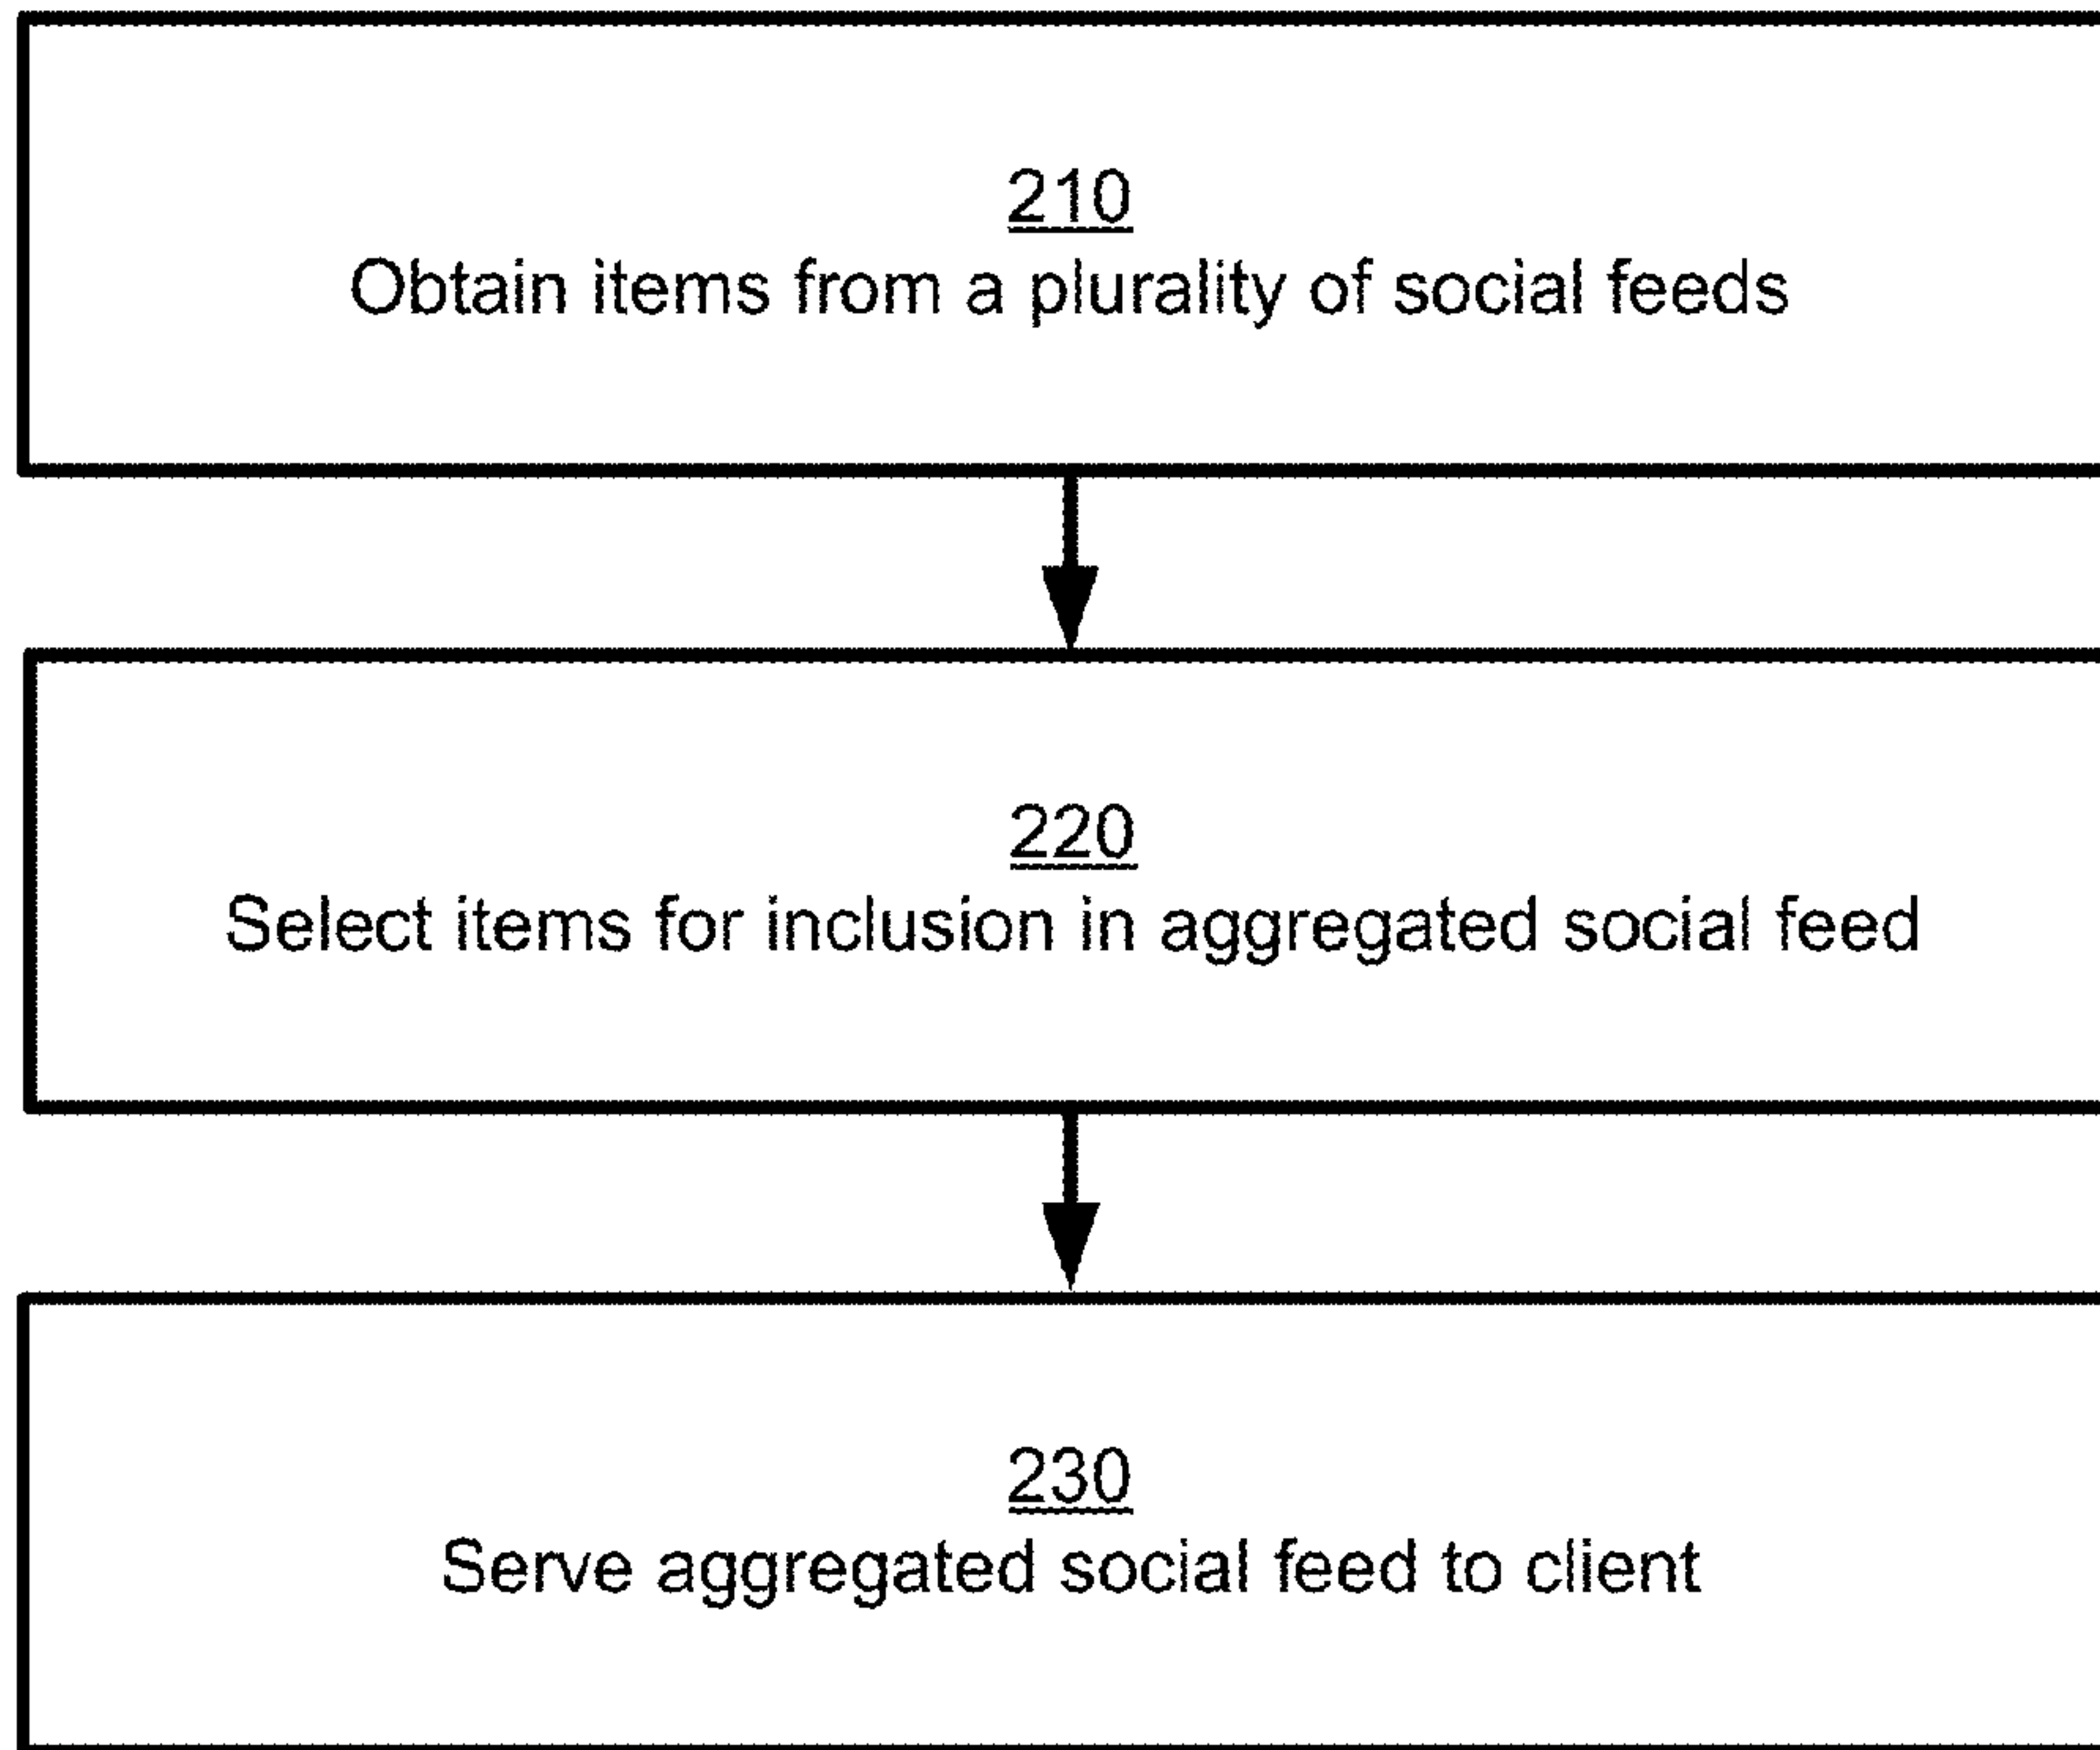 210
Obtain items from a plurality of social feeds
220
Select items for inclusion in aggregated social feed
230
Serve aggregated social feed to client